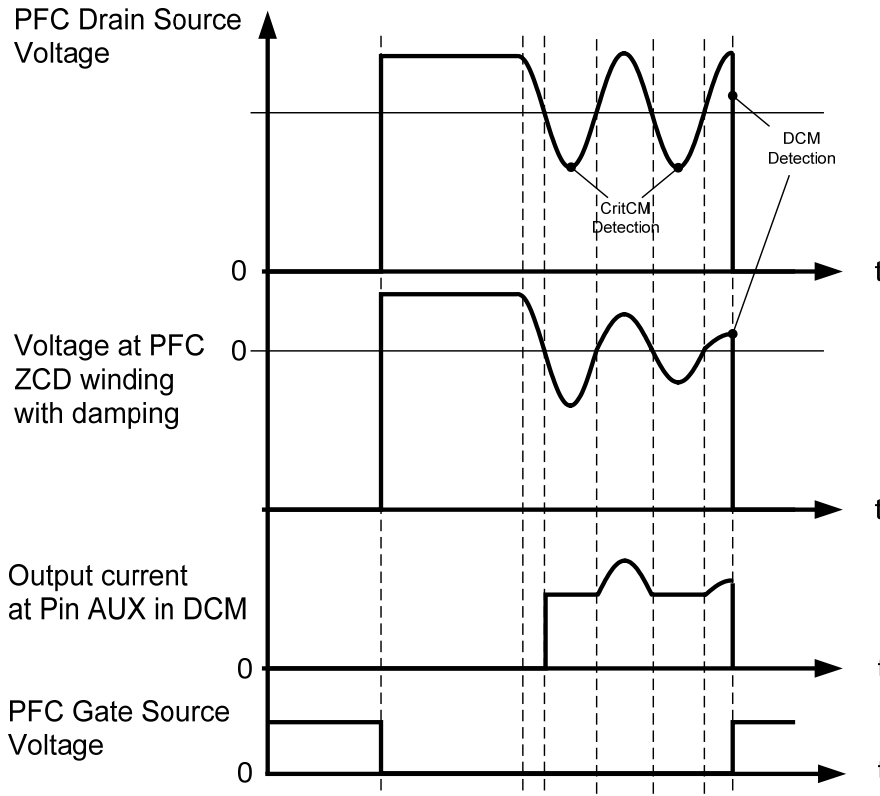 PFC Drain Source
Voltage
DCM
Detection
CritCM
Detection
0
t
Voltage at PFC
ZCD winding
with damping
0
t
Output current
at Pin AUX in DCM
0
t
PFC Gate Source
Voltage
0
t